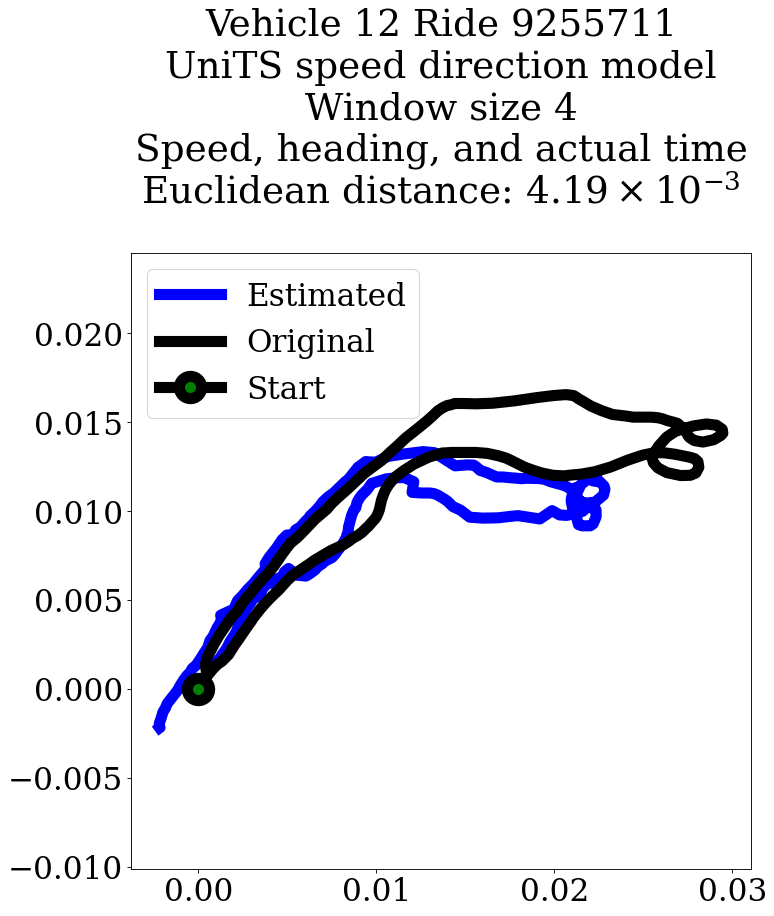 Vehicle 12 Ride 9255711
UniTS speed direction model
Window size 4
Speed, heading, and actual time
Euclidean distance: 4.19 × 10⁻³
Estimated
Original
Start
0.020
0.015
0.010
0.005
0.000
−0.005
−0.010
0.00 0.01 0.02 0.03